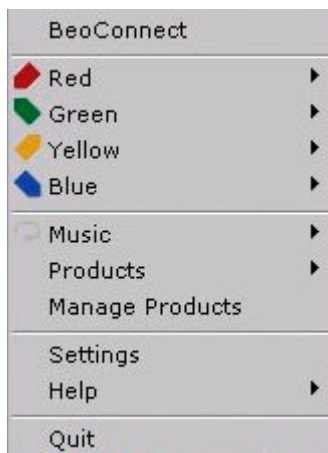 BeoConnect
Red
Green
Yellow
Blue
Music
Products
Manage Products
Settings
Help
Quit